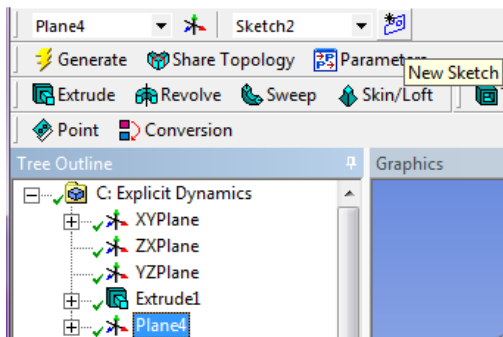 Plane4 Sketch2
Generate Share Topology Parameters
New Sketch
Extrude Revolve Sweep Skin/Loft
Point Conversion
Tree Outline Graphics
C: Explicit Dynamics
XYPlane
ZXPlane
YZPlane
Extrude1
Plane4